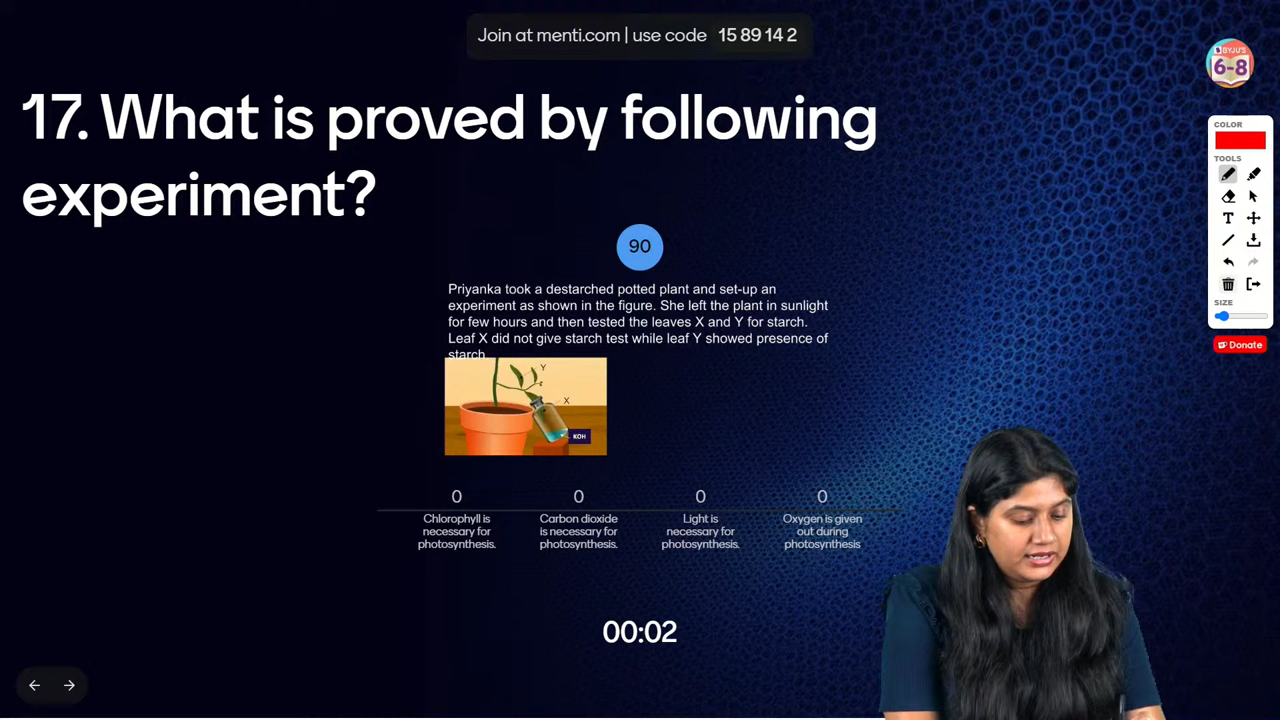 Join at menti.com | use code 15 89 14 2
BYJU'S
6-8
17. What is proved by following
experiment?
COLOR
TOOLS
T
SIZE
Donate
90
Priyanka took a destarched potted plant and set-up an
experiment as shown in the figure. She left the plant in sunlight
for few hours and then tested the leaves X and Y for starch.
Leaf X did not give starch test while leaf Y showed presence of
starch.
Y
X
KOH
0
0
0
0
Chlorophyll is
necessary for
photosynthesis.
Carbon dioxide
is necessary for
photosynthesis.
Light is
necessary for
photosynthesis.
Oxygen is given
out during
photosynthesis
00:02